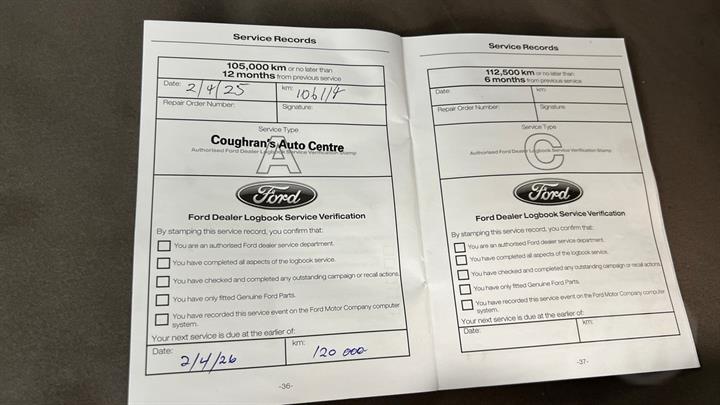 Service Records
105,000 km or no later than
12 months from previous service
Date: 2/4/25 km: 106114
Repair Order Number: Signature:
Service Type
A
Coughran's Auto Centre
Authorised Ford Dealer Logbook Service Verification Stamp
Ford
Ford Dealer Logbook Service Verification
By stamping this service record, you confirm that:
You are an authorised Ford dealer service department.
You have completed all aspects of the logbook service.
You have checked and completed any outstanding campaign or recall actions.
You have only fitted Genuine Ford Parts.
You have recorded this service event on the Ford Motor Company computer
system.
Your next service is due at the earlier of:
Date: 2/4/26 km: 120 000
-36-
Service Records
112,500 km or no later than
6 months from previous service
Date: km:
Repair Order Number: Signature:
Service Type
C
Authorised Ford Dealer Logbook Service Verification Stamp
Ford
Ford Dealer Logbook Service Verification
By stamping this service record, you confirm that:
You are an authorised Ford dealer service department.
You have completed all aspects of the logbook service.
You have checked and completed any outstanding campaign or recall actions.
You have only fitted Genuine Ford Parts.
You have recorded this service event on the Ford Motor Company computer
system.
Your next service is due at the earlier of:
Date: km:
-37-